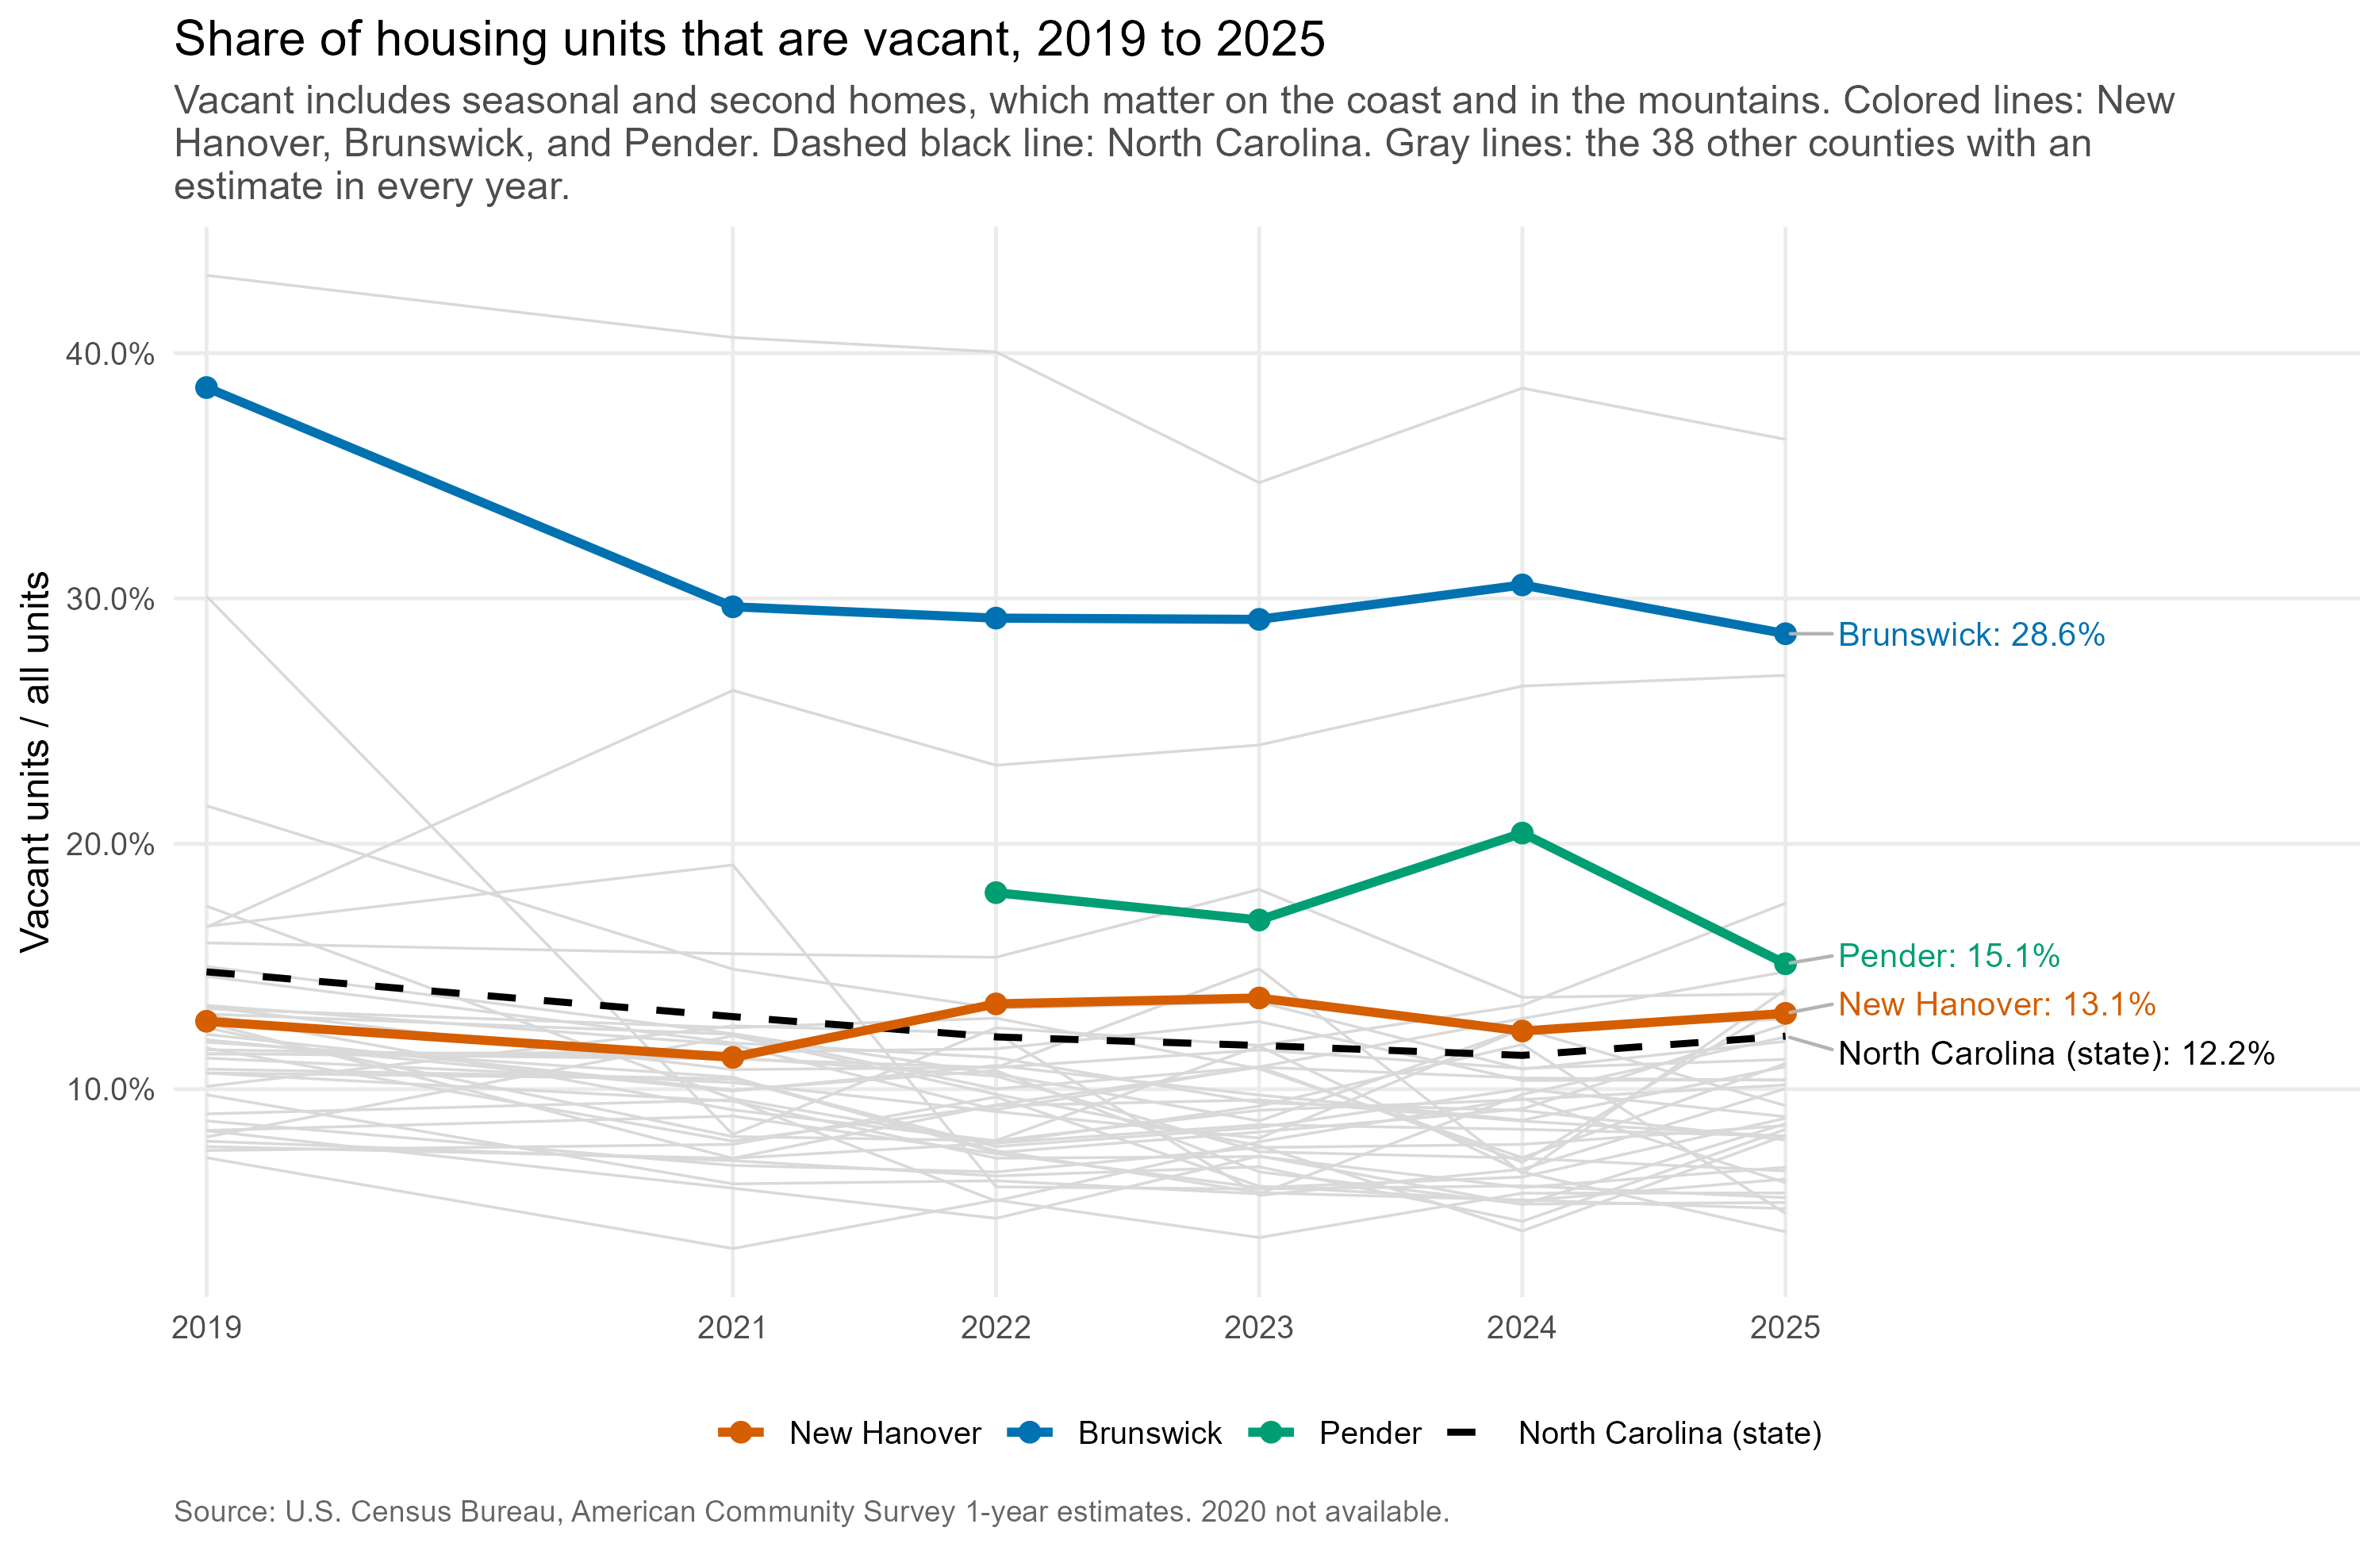 Share of housing units that are vacant, 2019 to 2025
Vacant includes seasonal and second homes, which matter on the coast and in the mountains. Colored lines: New
Hanover, Brunswick, and Pender. Dashed black line: North Carolina. Gray lines: the 38 other counties with an
estimate in every year.
Vacant units / all units
40.0%
30.0%
20.0%
10.0%
Brunswick: 28.6%
Pender: 15.1%
New Hanover: 13.1%
North Carolina (state): 12.2%
2019 2021 2022 2023 2024 2025
New Hanover Brunswick Pender North Carolina (state)
Source: U.S. Census Bureau, American Community Survey 1-year estimates. 2020 not available.